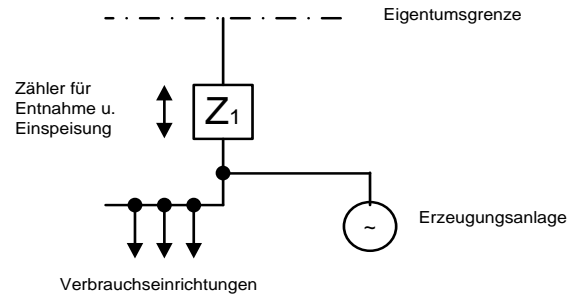 Eigentumsgrenze
Zähler für
Entnahme u.
Einspeisung
Z1
Erzeugungsanlage
~
Verbrauchseinrichtungen